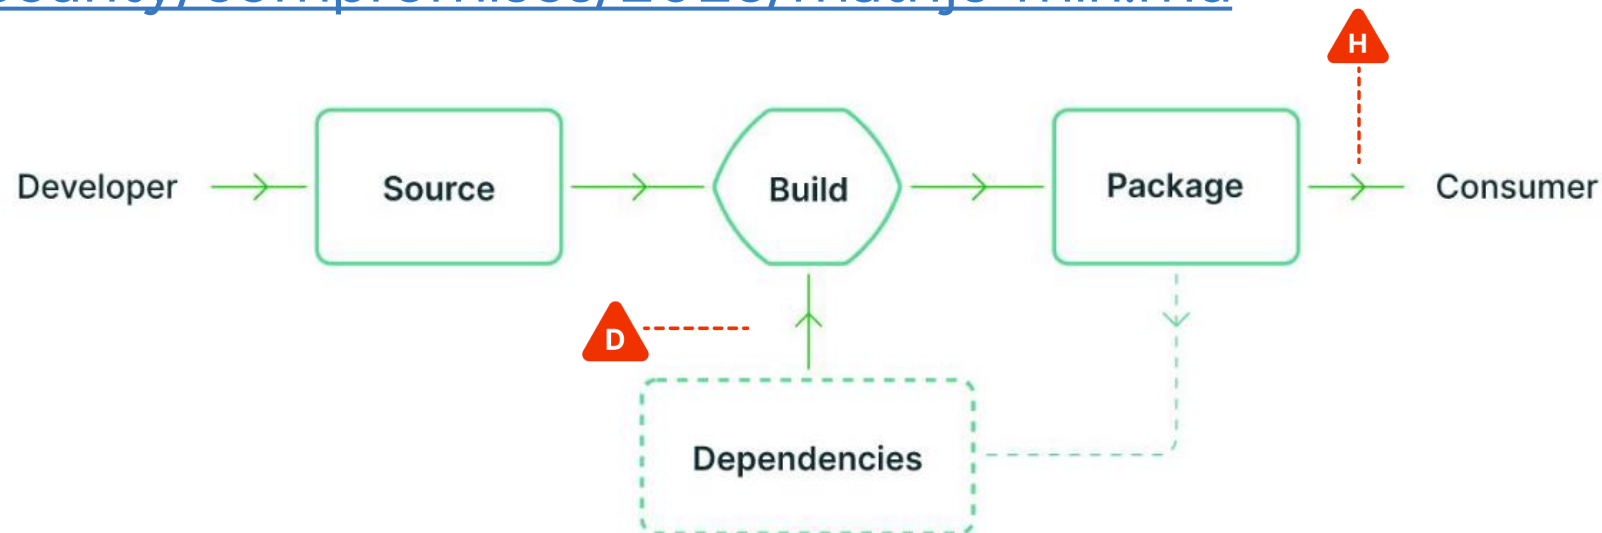 H
Developer
Source
Build
Package
Consumer
D
Dependencies